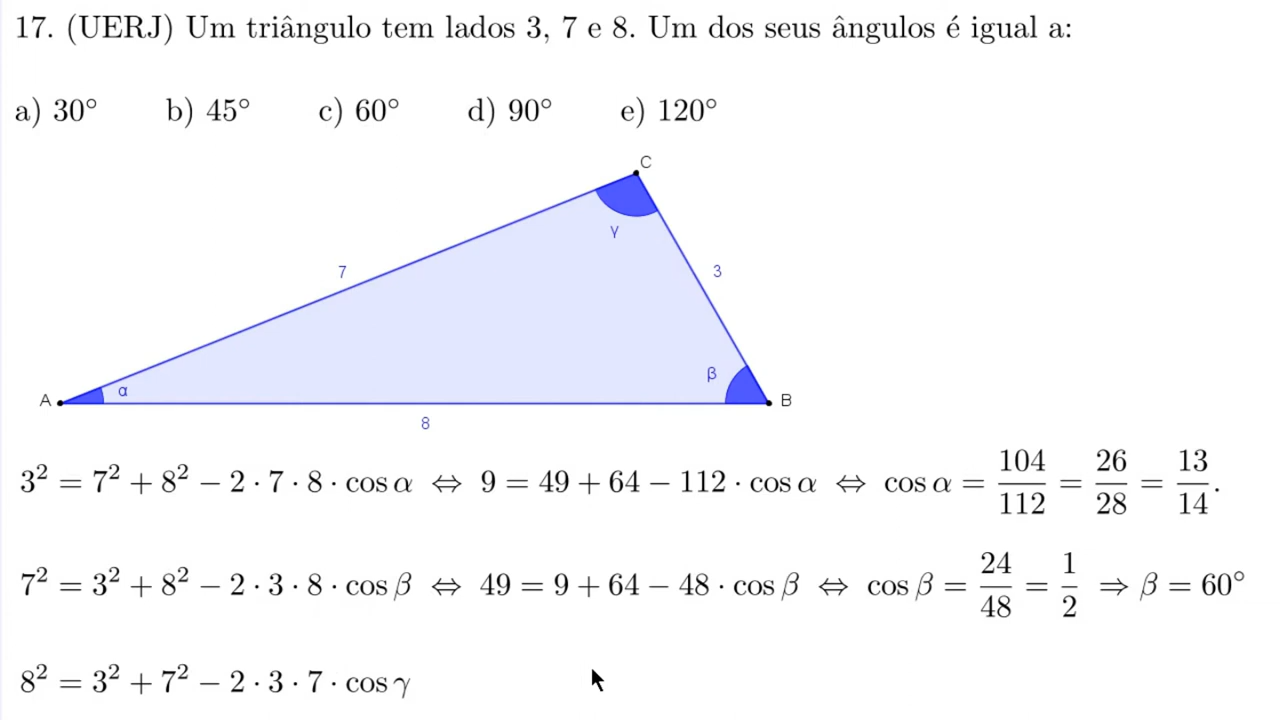 17. (UERJ) Um triângulo tem lados 3, 7 e 8. Um dos seus ângulos é igual a:
a) 30° b) 45° c) 60° d) 90° e) 120°
C
γ
7
3
β
α
A
B
8
3² = 7² + 8² − 2 · 7 · 8 · cos α ⇔ 9 = 49 + 64 − 112 · cos α ⇔ cos α = 104/112 = 26/28 = 13/14.
7² = 3² + 8² − 2 · 3 · 8 · cos β ⇔ 49 = 9 + 64 − 48 · cos β ⇔ cos β = 24/48 = 1/2 ⇒ β = 60°
8² = 3² + 7² − 2 · 3 · 7 · cos γ